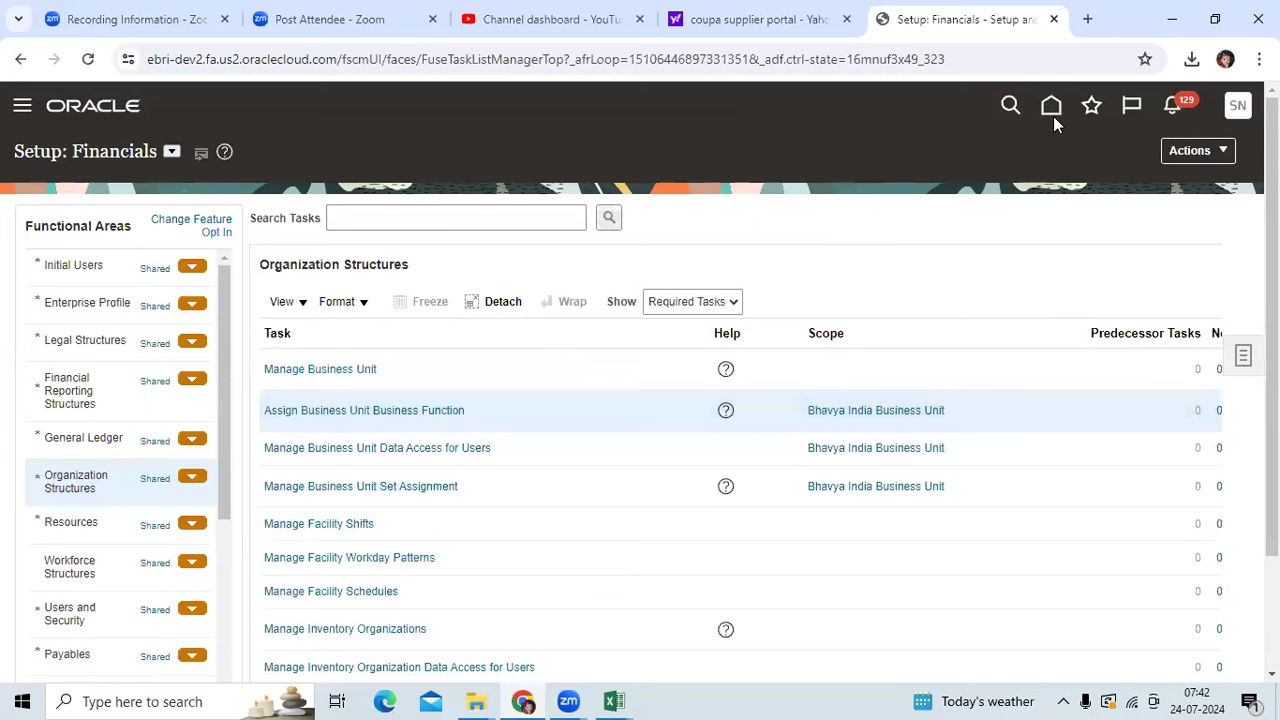 Recording Information - Zoo
Post Attendee - Zoom
Channel dashboard - YouTu
coupa supplier portal - Yaho
Setup: Financials - Setup and
ebri-dev2.fa.us2.oraclecloud.com/fscmUI/faces/FuseTaskListManagerTop?_afrLoop=15106446897331351&_adf.ctrl-state=16mnuf3x49_323
ORACLE
129
SN
Setup: Financials
Actions
Functional Areas
Change Feature
Opt In
Search Tasks
* Initial Users Shared
* Enterprise Profile Shared
* Legal Structures Shared
* Financial Reporting Structures Shared
* General Ledger Shared
* Organization Structures Shared
* Resources Shared
Workforce Structures Shared
* Users and Security Shared
* Payables Shared
Organization Structures
View Format Freeze Detach Wrap Show Required Tasks
Task Help Scope Predecessor Tasks
Manage Business Unit 0 0
Assign Business Unit Business Function Bhavya India Business Unit 0 0
Manage Business Unit Data Access for Users Bhavya India Business Unit 0 0
Manage Business Unit Set Assignment Bhavya India Business Unit 0 0
Manage Facility Shifts 0 0
Manage Facility Workday Patterns 0 0
Manage Facility Schedules 0 0
Manage Inventory Organizations 0 0
Manage Inventory Organization Data Access for Users 0 0
Type here to search
Today's weather
07:42
24-07-2024
1